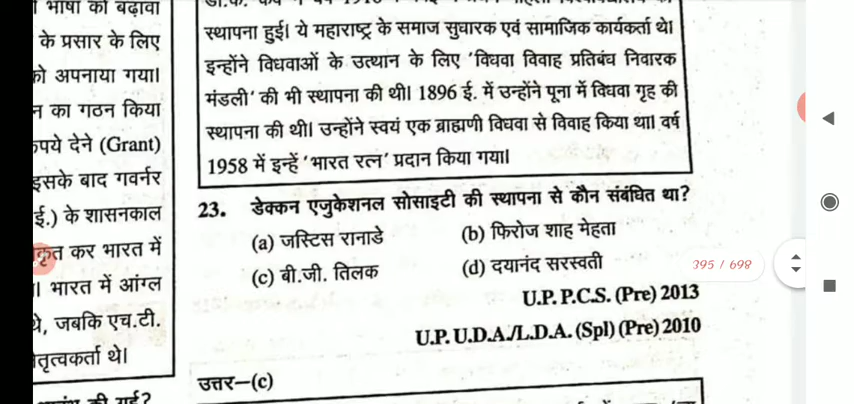 भाषा को बढ़ावा
के प्रसार के लिए
को अपनाया गया।
न का गठन किया
रुपये देने (Grant)
इसके बाद गवर्नर
ई.) के शासनकाल
कृत कर भारत में
। भारत में आंग्ल
थे, जबकि एच.टी.
तृत्वकर्ता थे।
की गई?
स्थापना हुई। ये महाराष्ट्र के समाज सुधारक एवं सामाजिक कार्यकर्ता थे।
इन्होंने विधवाओं के उत्थान के लिए 'विधवा विवाह प्रतिबंध निवारक
मंडली' की भी स्थापना की थी। 1896 ई. में उन्होंने पूना में विधवा गृह की
स्थापना की थी। उन्होंने स्वयं एक ब्राह्मणी विधवा से विवाह किया था। वर्ष
1958 में इन्हें 'भारत रत्न' प्रदान किया गया।
23. डेक्कन एजुकेशनल सोसाइटी की स्थापना से कौन संबंधित था?
(a) जस्टिस रानाडे (b) फिरोज शाह मेहता
(c) बी.जी. तिलक (d) दयानंद सरस्वती
U.P. P.C.S. (Pre) 2013
U.P. U.D.A./L.D.A. (Spl) (Pre) 2010
उत्तर—(c)
395 / 698